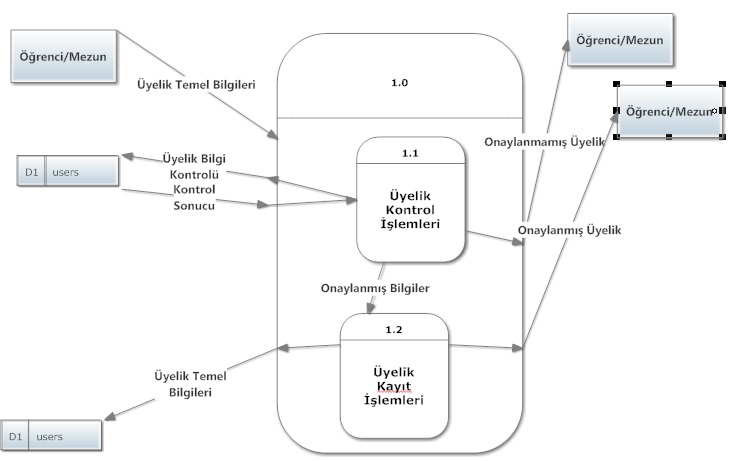 Öğrenci/Mezun
Öğrenci/Mezun
Öğrenci/Mezun
1.0
Üyelik Temel Bilgileri
Onaylanmamış Üyelik
1.1
Üyelik Bilgi
Kontrolü
D1 users
Kontrol
Sonucu
Üyelik
Kontrol
İşlemleri
Onaylanmış Üyelik
Onaylanmış Bilgiler
1.2
Üyelik
Kayıt
İşlemleri
Üyelik Temel
Bilgileri
D1 users